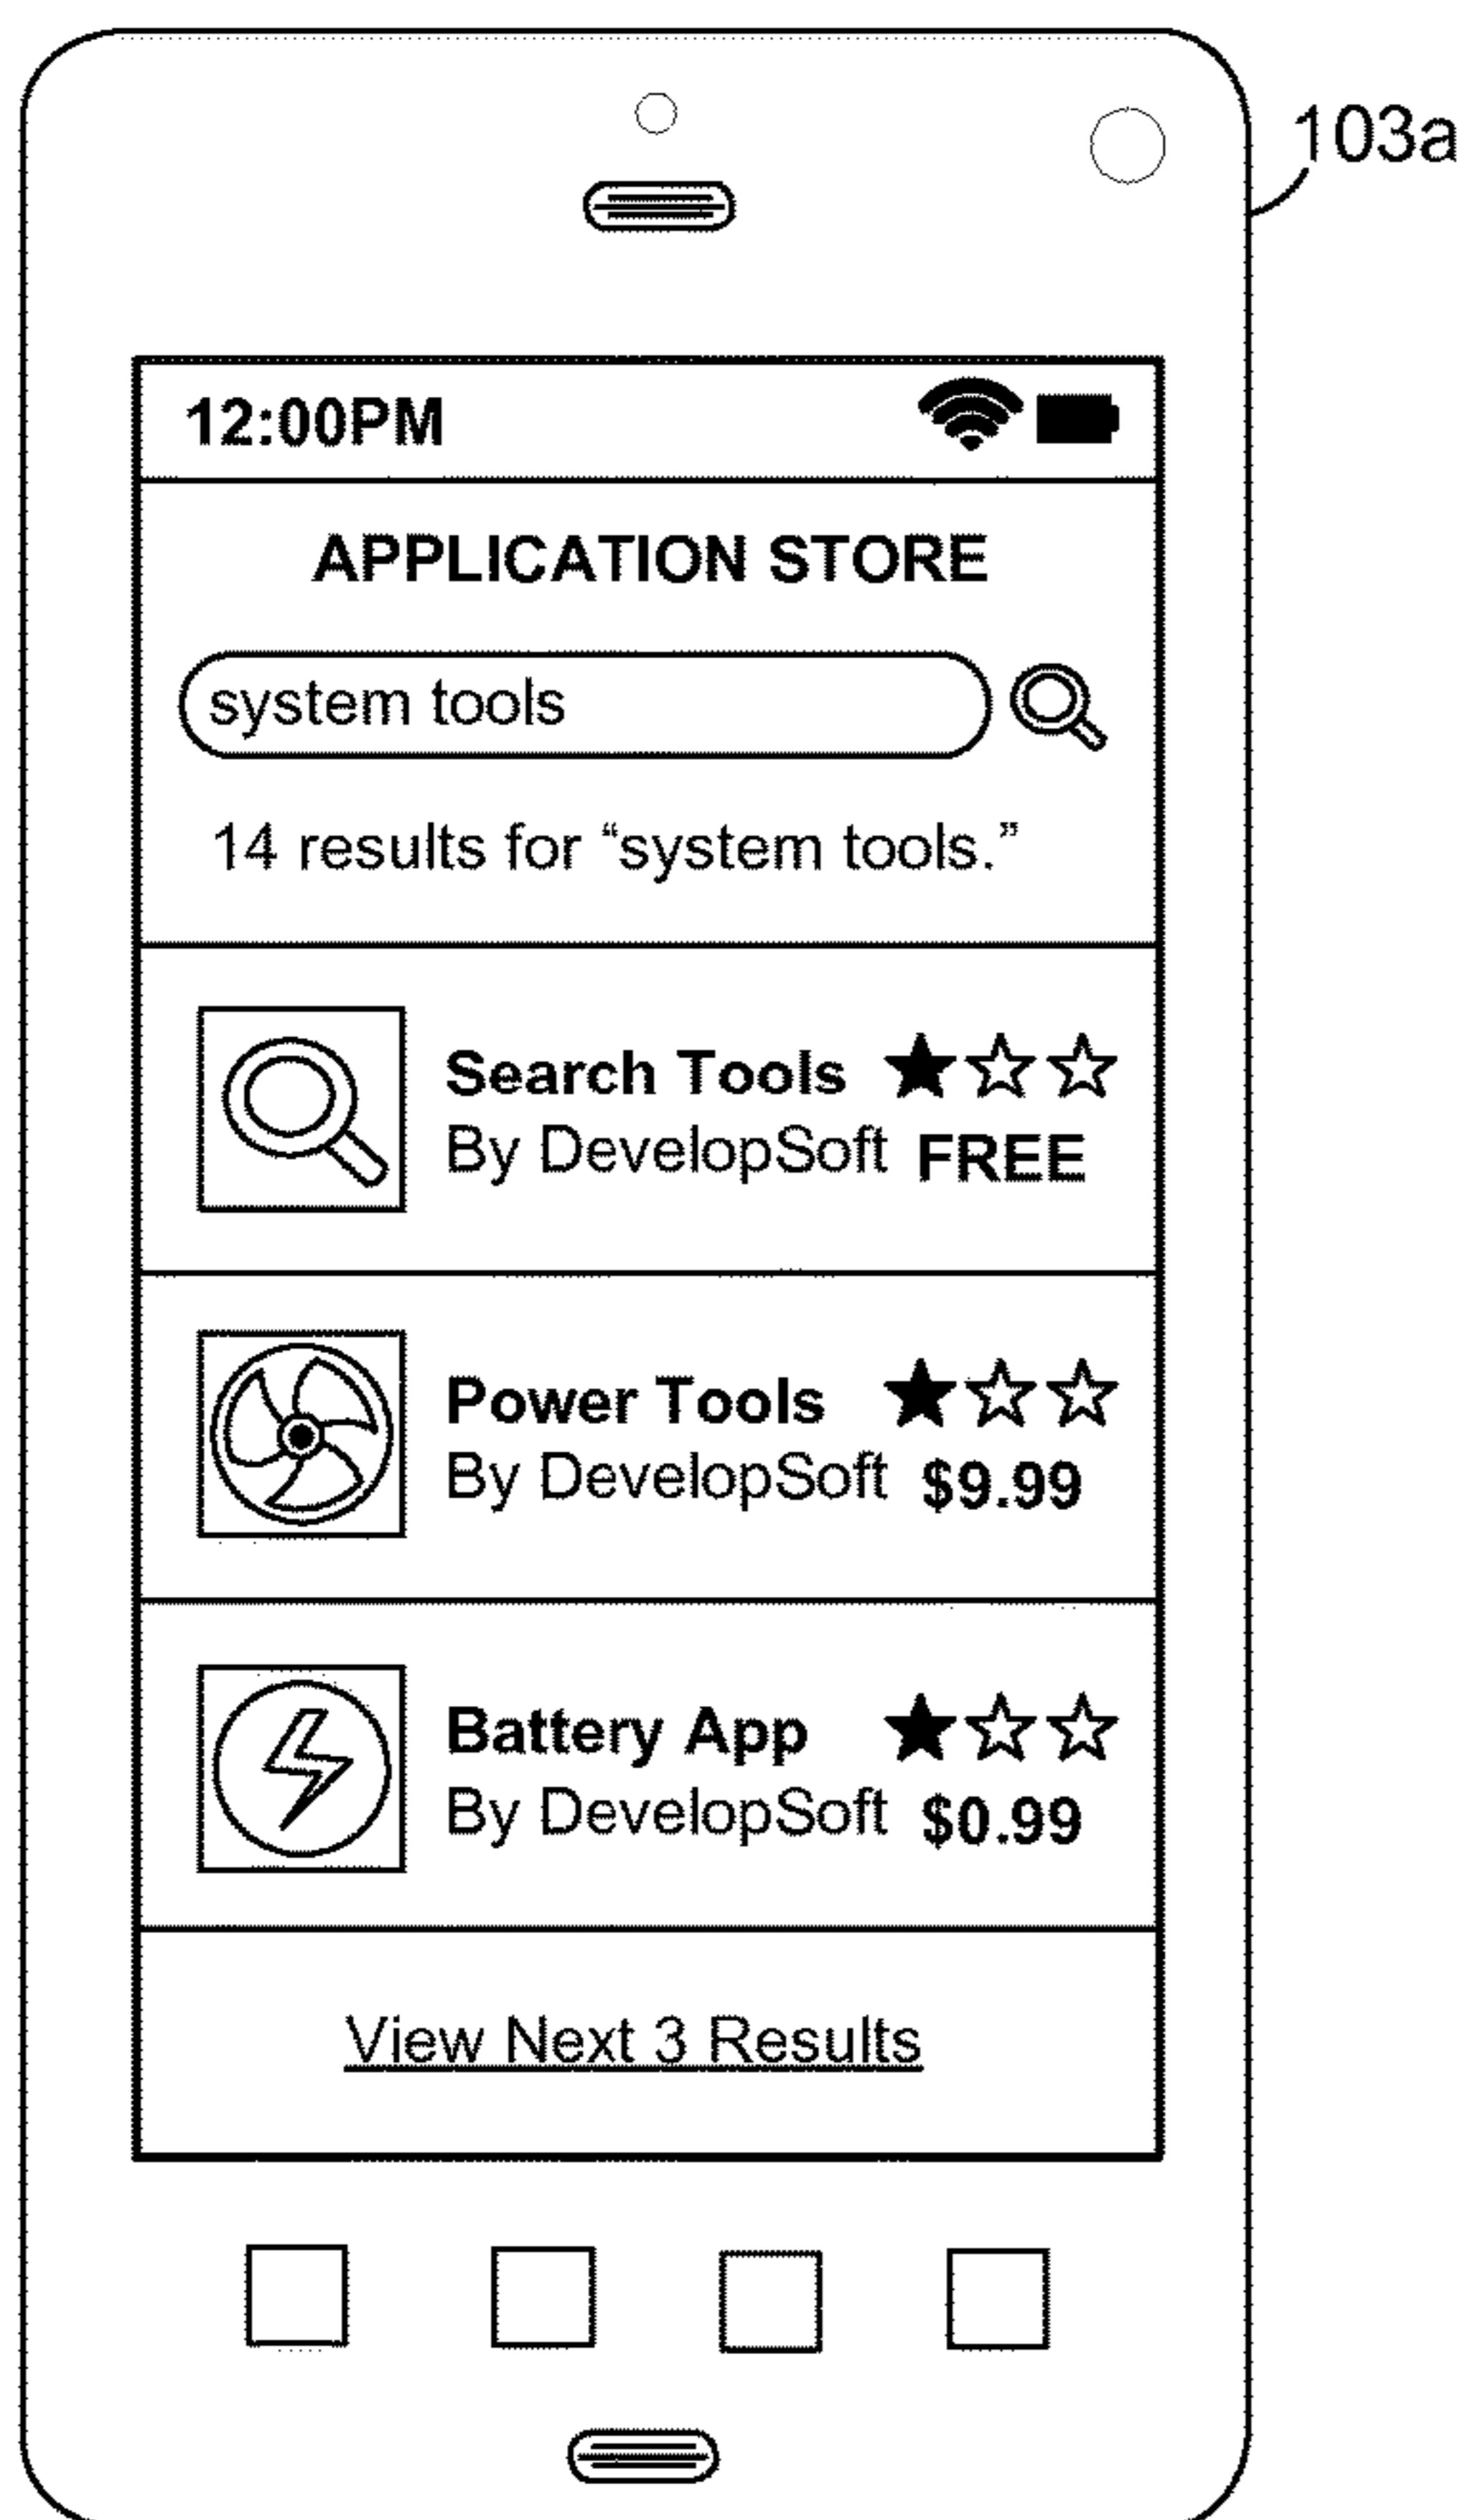 103a
12:00PM
APPLICATION STORE
system tools
14 results for “system tools.”
Search Tools
By DevelopSoft FREE
Power Tools
By DevelopSoft $9.99
Battery App
By DevelopSoft $0.99
View Next 3 Results